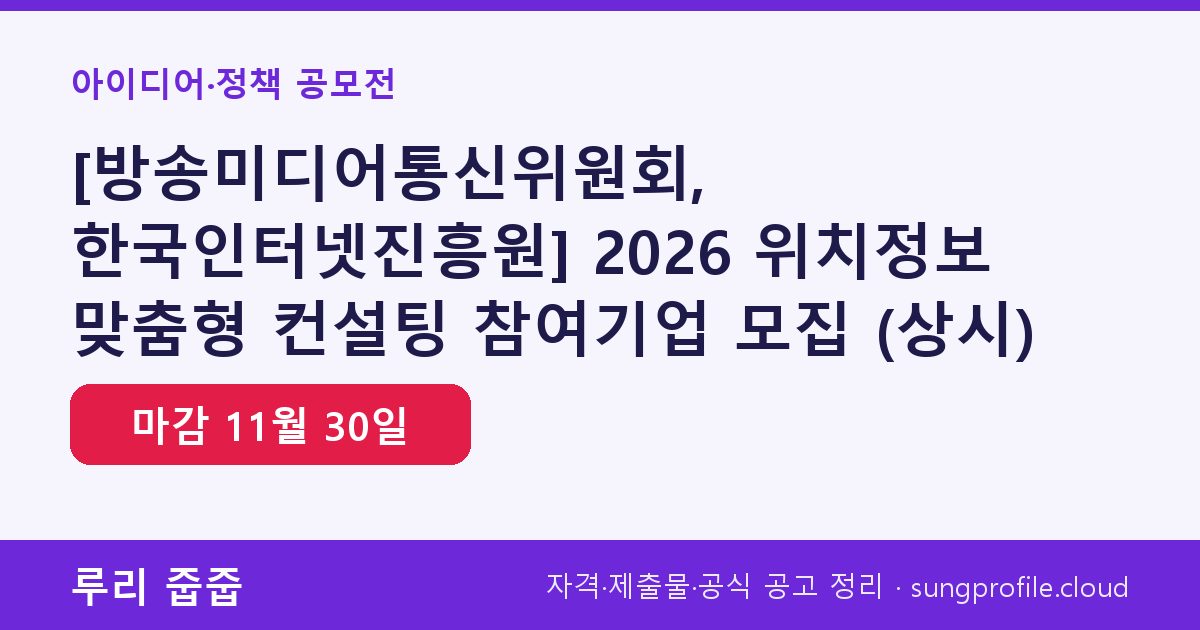 아이디어·정책 공모전
[방송미디어통신위원회,
한국인터넷진흥원] 2026 위치정보
맞춤형 컨설팅 참여기업 모집 (상시)
마감 11월 30일
루리 줍줍
자격·제출물·공식 공고 정리 · sungprofile.cloud